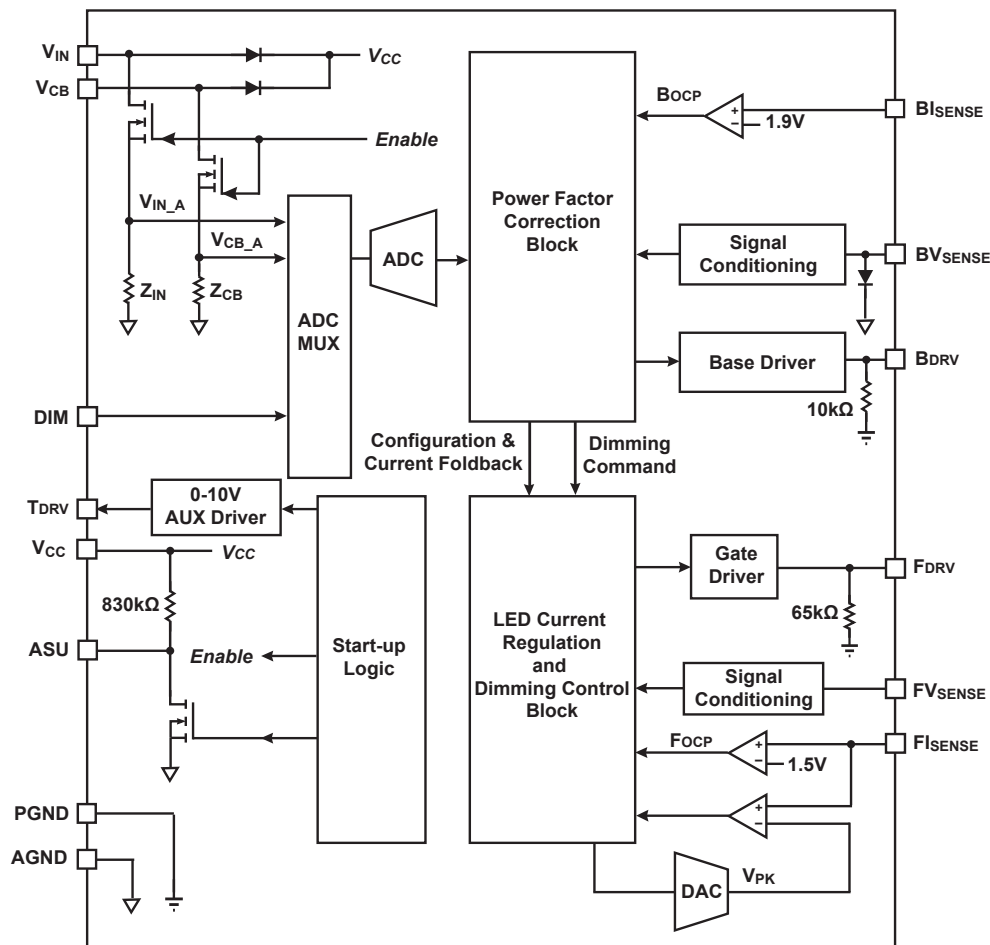 VIN
VCC
VCB
Enable
VIN_A
VCB_A
ZIN
ZCB
ADC
MUX
ADC
DIM
Power Factor
Correction
Block
BOCP
+
−
1.9V
BISENSE
Signal
Conditioning
BVSENSE
Base Driver
BDRV
10kΩ
Configuration &
Current Foldback
Dimming
Command
TDRV
0-10V
AUX Driver
VCC
VCC
830kΩ
ASU
Enable
Start-up
Logic
PGND
AGND
LED Current
Regulation
and
Dimming Control
Block
Gate
Driver
FDRV
65kΩ
Signal
Conditioning
FVSENSE
FOCP
+
−
1.5V
FISENSE
+
−
DAC
VPK